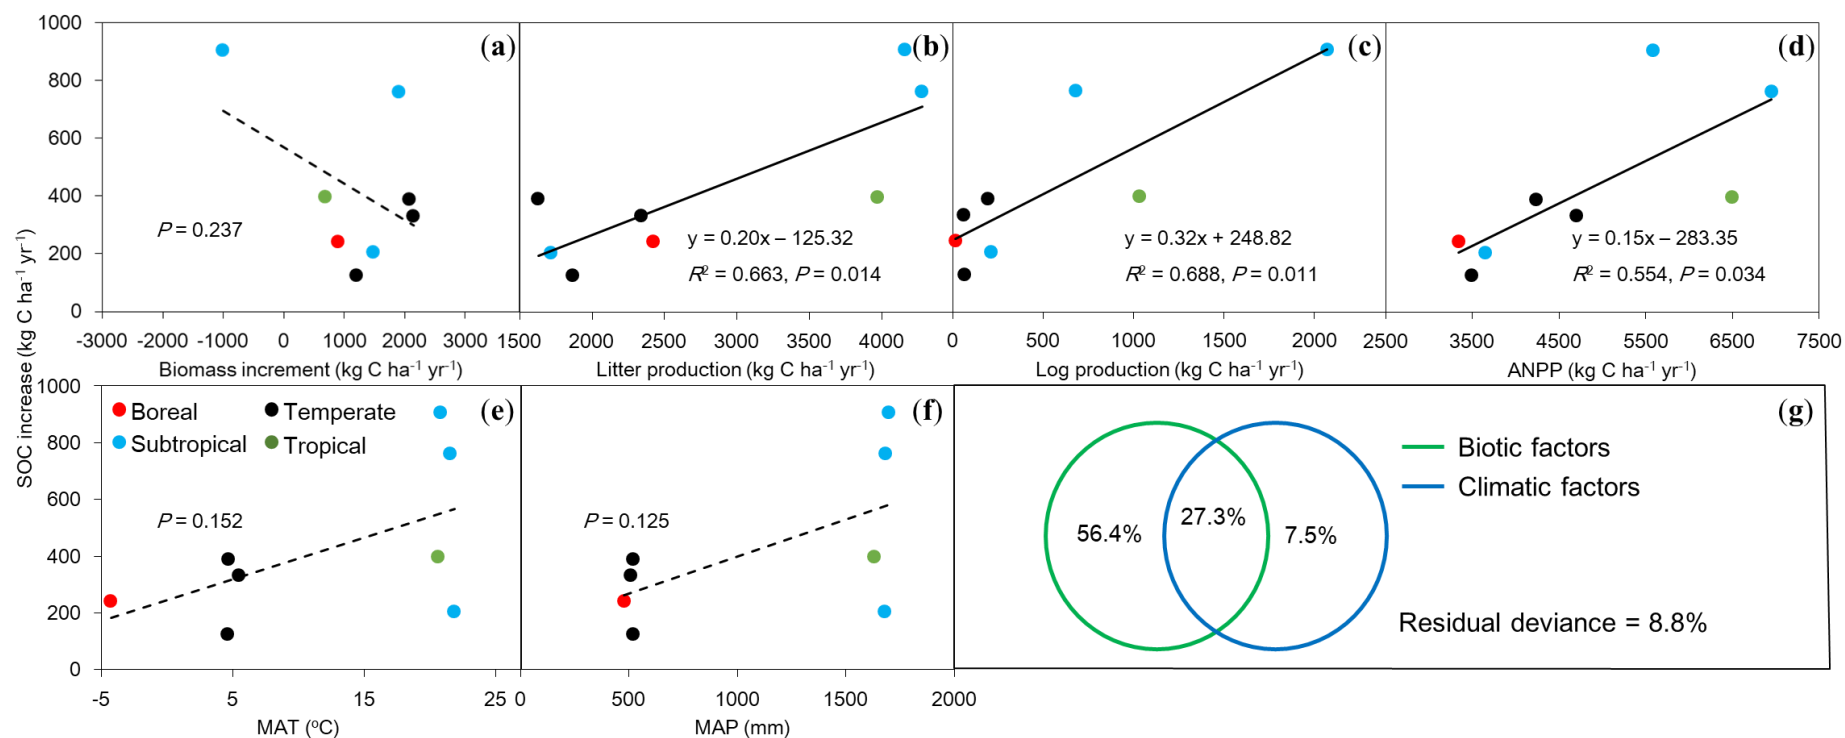 SOC increase (kg C ha⁻¹ yr⁻¹)
1000
800
600
400
200
0
(a)
P = 0.237
-3000 -2000 -1000 0 1000 2000 3000
Biomass increment (kg C ha⁻¹ yr⁻¹)
(b)
y = 0.20x – 125.32
R² = 0.663, P = 0.014
1500 2000 2500 3000 3500 4000
Litter production (kg C ha⁻¹ yr⁻¹)
(c)
y = 0.32x + 248.82
R² = 0.688, P = 0.011
0 500 1000 1500 2000
Log production (kg C ha⁻¹ yr⁻¹)
(d)
y = 0.15x – 283.35
R² = 0.554, P = 0.034
2500 3500 4500 5500 6500 7500
ANPP (kg C ha⁻¹ yr⁻¹)
1000
800
600
400
200
0
(e)
Boreal Temperate
Subtropical Tropical
P = 0.152
-5 5 15 25
MAT (ᵒC)
(f)
P = 0.125
0 500 1000 1500 2000
MAP (mm)
(g)
Biotic factors
Climatic factors
56.4% 27.3% 7.5%
Residual deviance = 8.8%